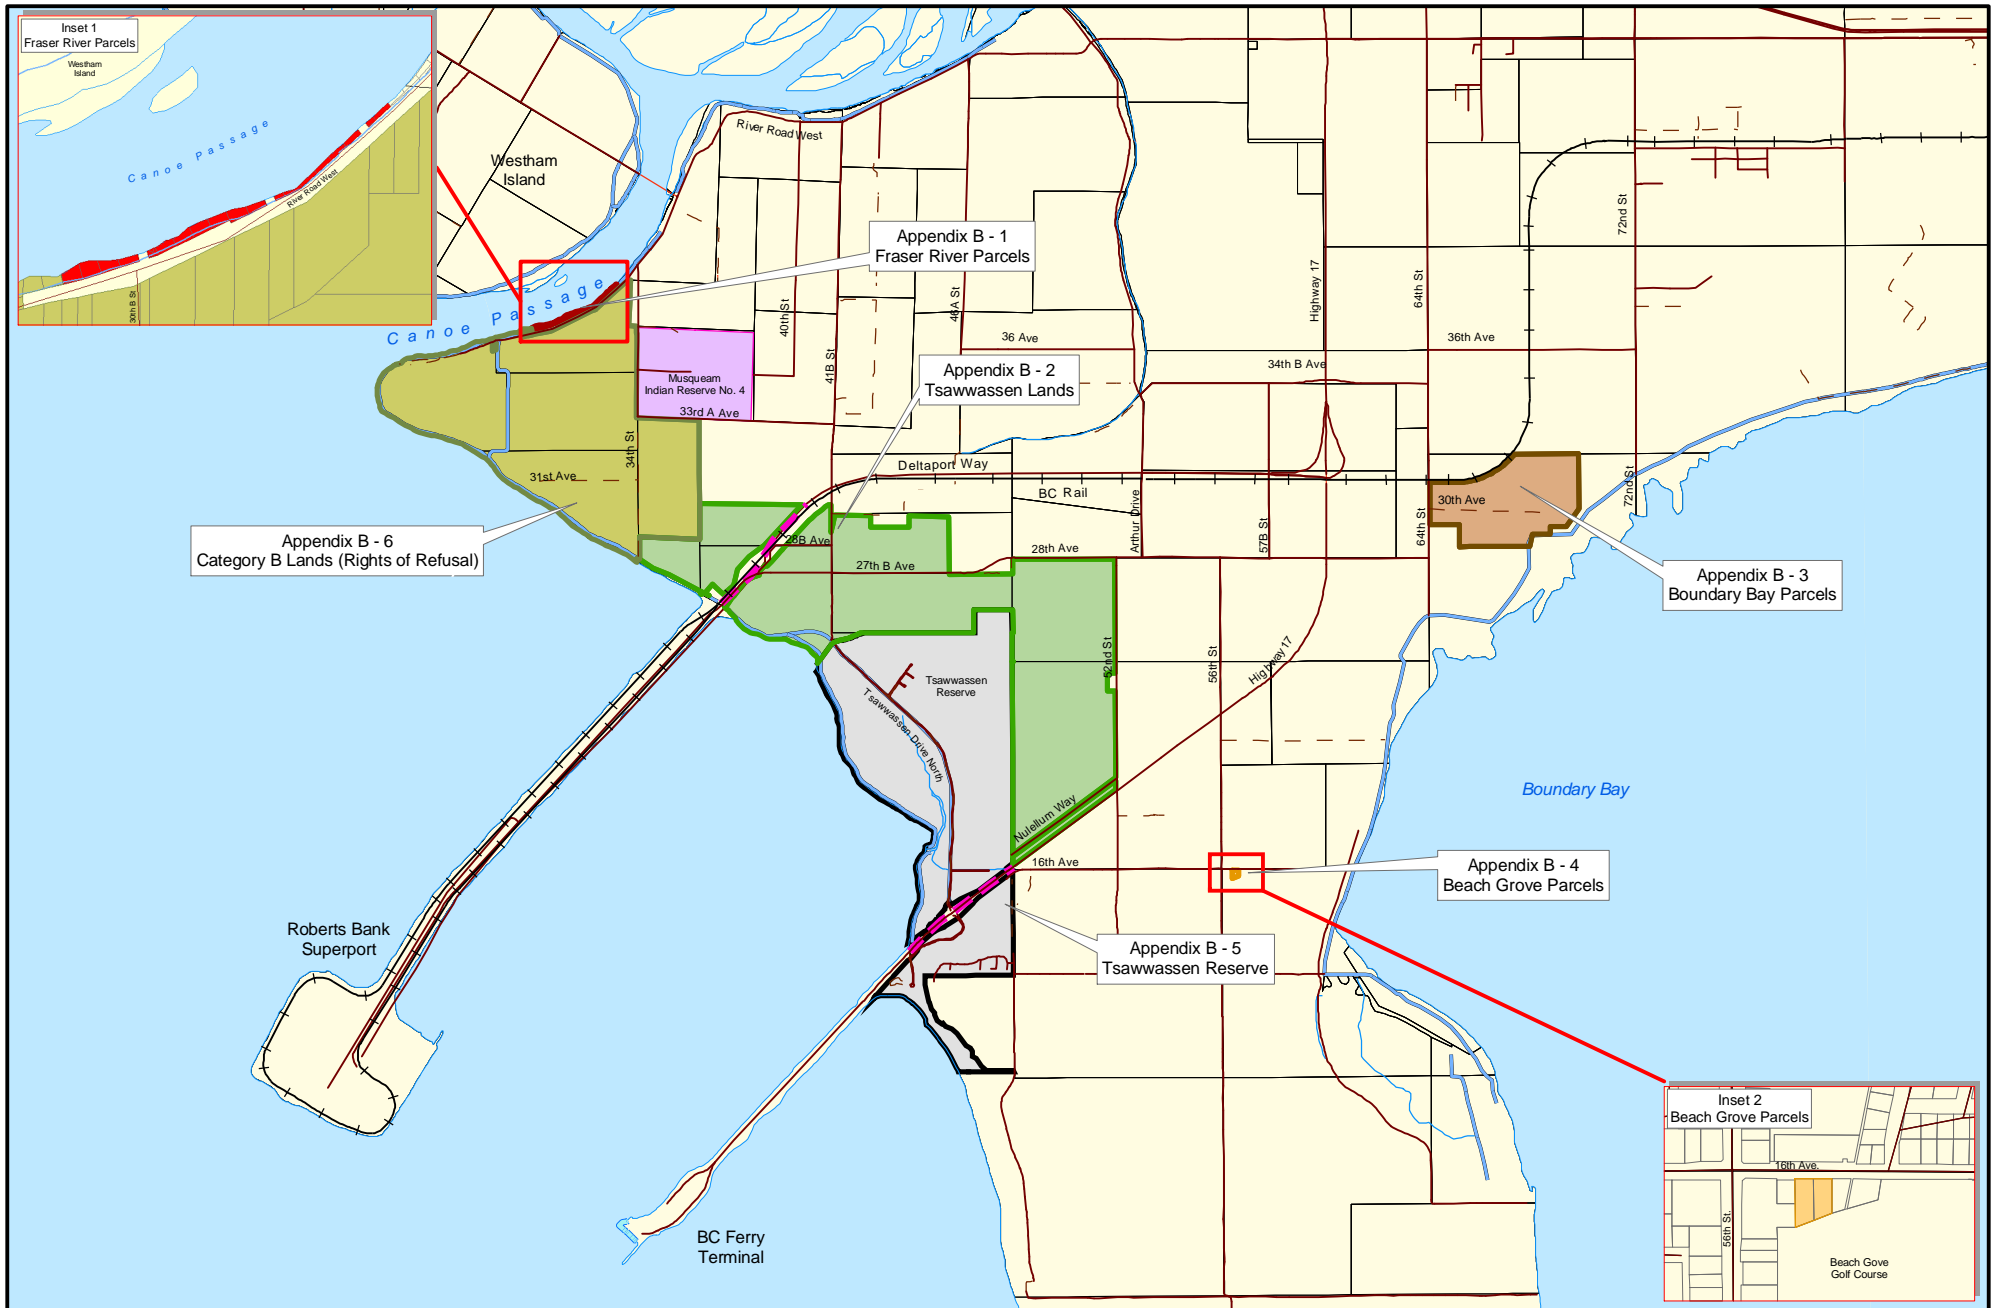 Inset 1
Fraser River Parcels
Westham
Island
Canoe Passage
River Road West
30th B St
River Road West
Westham
Island
Canoe Passage
Appendix B - 1
Fraser River Parcels
40th St
46A St
41B St
36 Ave
Highway 17
64th St
72nd St
36th Ave
34th B Ave
Musqueam
Indian Reserve No. 4
33rd A Ave
Appendix B - 2
Tsawwassen Lands
34th St
31st Ave
Deltaport Way
BC Rail
Arthur Drive
57B St
64th St
30th Ave
72nd St
Appendix B - 6
Category B Lands (Rights of Refusal)
28B Ave
28th Ave
27th B Ave
Appendix B - 3
Boundary Bay Parcels
52nd St
56th St
Highway 17
Tsawwassen
Reserve
Tsawwassen Drive North
Boundary Bay
Nulellum Way
16th Ave
Appendix B - 4
Beach Grove Parcels
Roberts Bank
Superport
Appendix B - 5
Tsawwassen Reserve
BC Ferry
Terminal
Inset 2
Beach Grove Parcels
16th Ave.
56th St.
Beach Gove
Golf Course